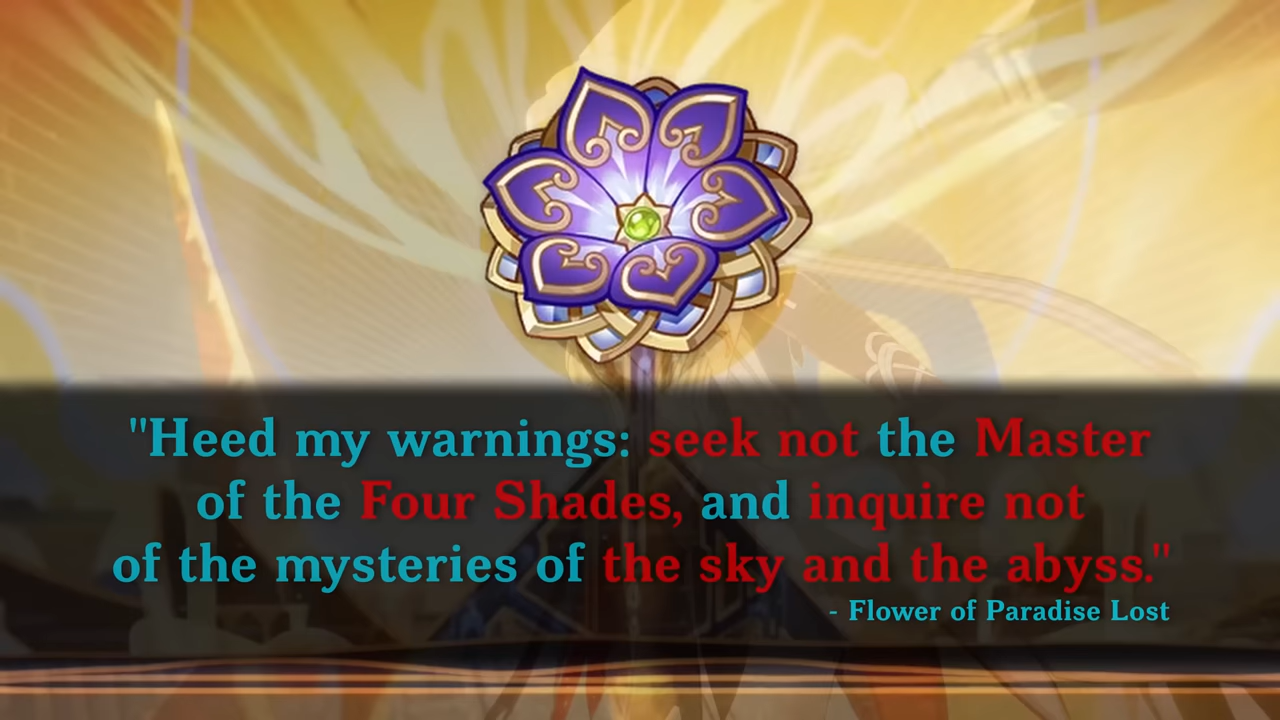 "Heed my warnings: seek not the Master
of the Four Shades, and inquire not
of the mysteries of the sky and the abyss."
- Flower of Paradise Lost